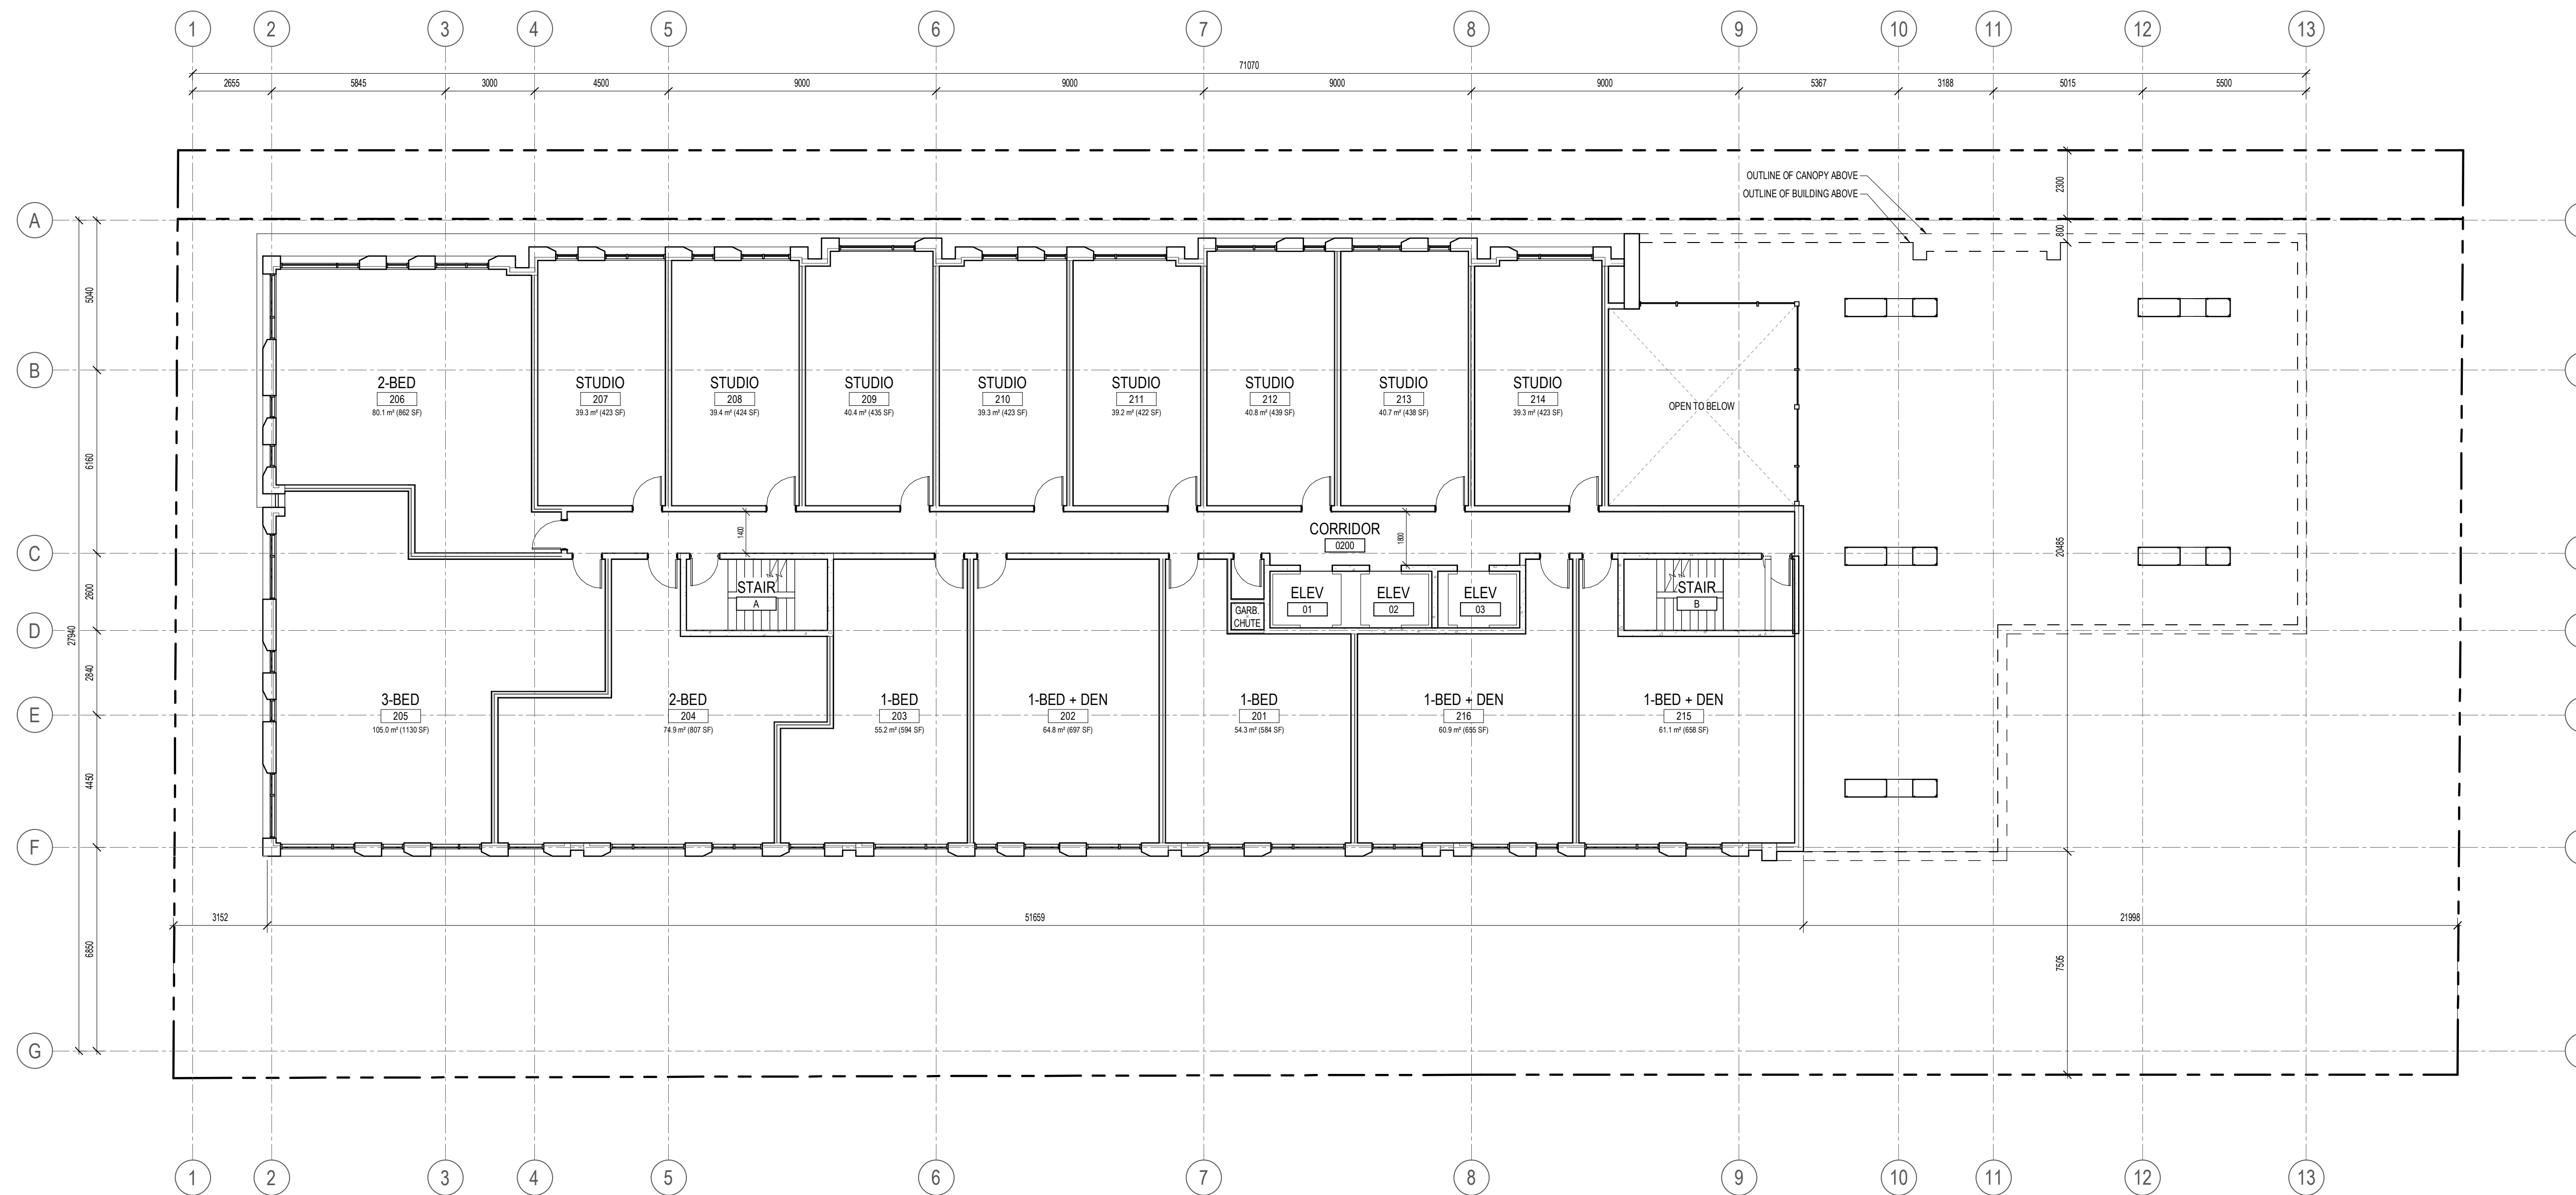 1 2 3 4 5 6 7 8 9 10 11 12 13
71070
2655 5845 3000 4500 9000 9000 9000 9000 5367 3188 5015 5500
OUTLINE OF CANOPY ABOVE
OUTLINE OF BUILDING ABOVE
2300
A
800
5040
B
2-BED
206
80.1 m² (862 SF)
STUDIO
207
39.3 m² (423 SF)
STUDIO
208
39.4 m² (424 SF)
STUDIO
209
40.4 m² (435 SF)
STUDIO
210
39.3 m² (423 SF)
STUDIO
211
39.2 m² (422 SF)
STUDIO
212
40.8 m² (439 SF)
STUDIO
213
40.7 m² (438 SF)
STUDIO
214
39.3 m² (423 SF)
OPEN TO BELOW
6160
1400
CORRIDOR
0200
1800
C
20485
2600
STAIR
A
GARB.
CHUTE
ELEV
01
ELEV
02
ELEV
03
STAIR
B
D
27940
2840
3-BED
205
105.0 m² (1130 SF)
2-BED
204
74.9 m² (807 SF)
1-BED
203
55.2 m² (594 SF)
1-BED + DEN
202
64.8 m² (697 SF)
1-BED
201
54.3 m² (584 SF)
1-BED + DEN
216
60.9 m² (655 SF)
1-BED + DEN
215
61.1 m² (658 SF)
E
4450
F
3152 51659 21998
6850
7505
G
1 2 3 4 5 6 7 8 9 10 11 12 13